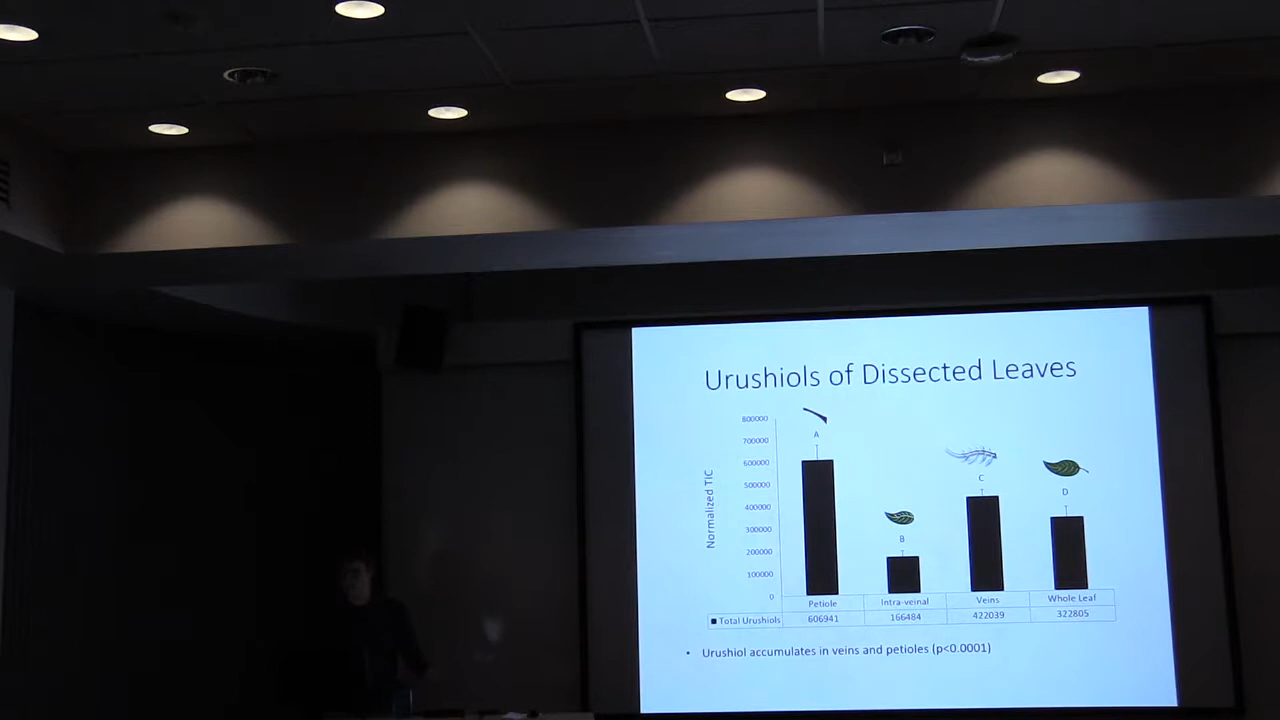 Urushiols of Dissected Leaves
800000
700000
600000
500000
400000
300000
200000
100000
0
Normalized TIC
A
B
C
D
Petiole Intra-veinal Veins Whole Leaf
Total Urushiols 606941 166484 422039 322805
• Urushiol accumulates in veins and petioles (p<0.0001)